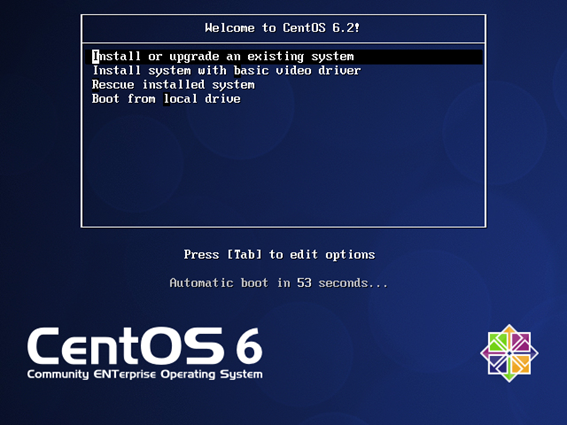 Welcome to CentOS 6.2!
Install or upgrade an existing system
Install system with basic video driver
Rescue installed system
Boot from local drive
Press [Tab] to edit options
Automatic boot in 53 seconds...
CentOS 6
Community ENTerprise Operating System